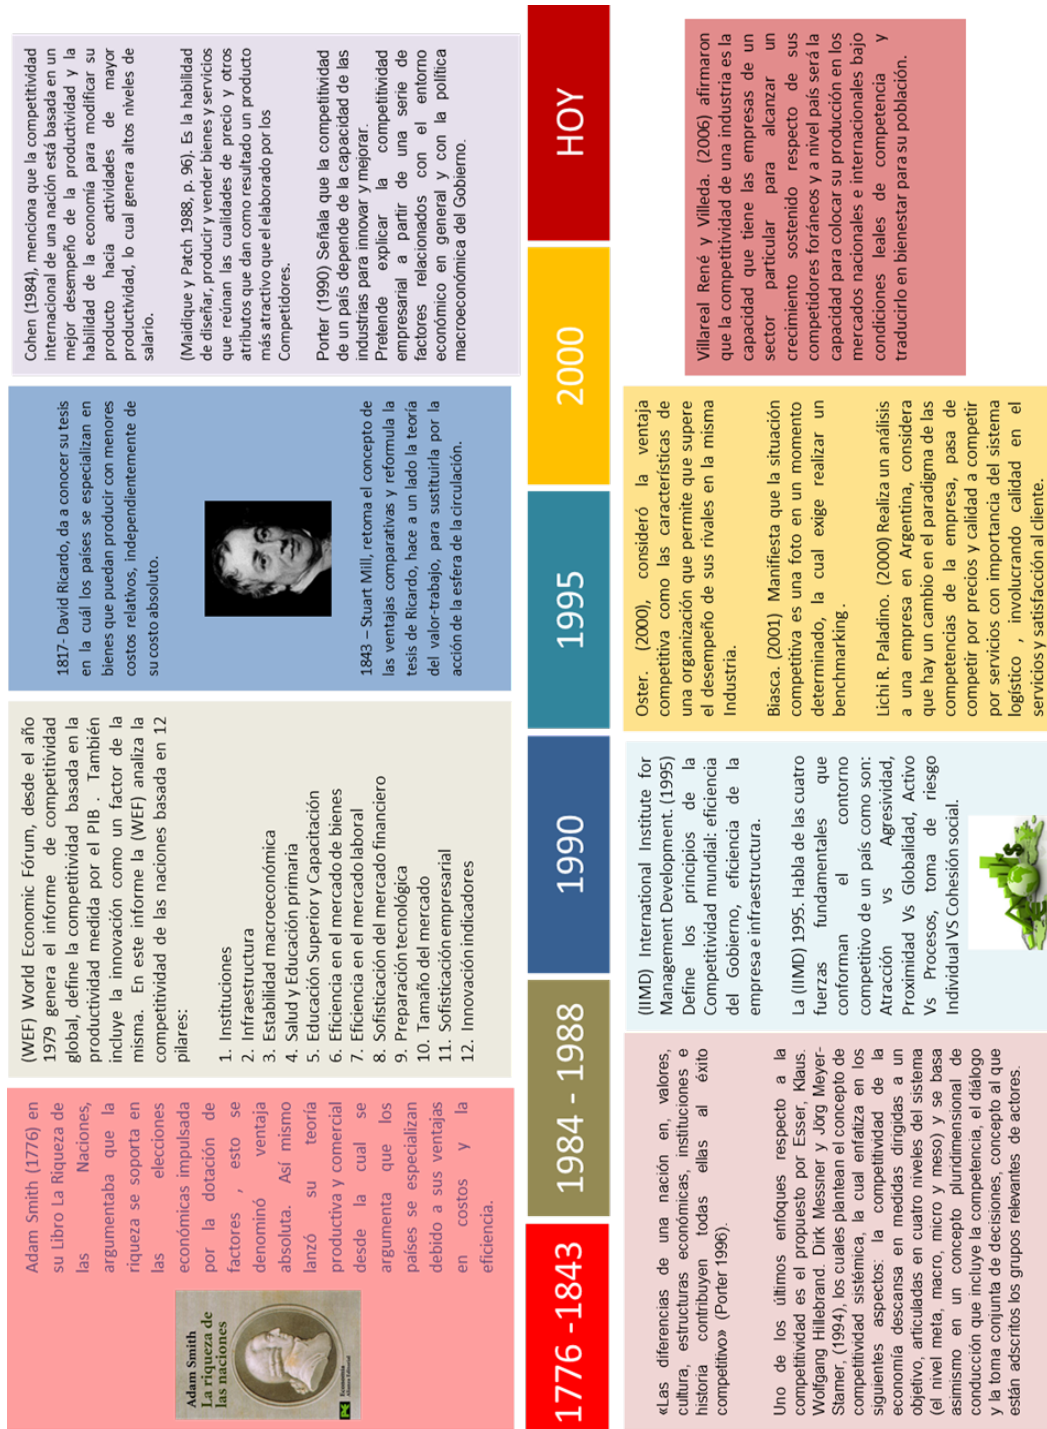 Adam Smith
La riqueza de
las naciones
Economía
Alianza Editorial
Adam Smith (1776) en
su Libro La Riqueza de
las Naciones,
argumentaba que la
riqueza se soporta en
las elecciones
económicas impulsada
por la dotación de
factores , esto se
denominó ventaja
absoluta. Así mismo
lanzó su teoría
productiva y comercial
desde la cual se
argumenta que los
países se especializan
debido a sus ventajas
en costos y la
eficiencia.
(WEF) World Economic Fórum, desde el año
1979 genera el informe de competitividad
global, define la competitividad basada en la
productividad medida por el PIB . También
incluye la innovación como un factor de la
misma. En este informe la (WEF) analiza la
competitividad de las naciones basada en 12
pilares:
1. Instituciones
2. Infraestructura
3. Estabilidad macroeconómica
4. Salud y Educación primaria
5. Educación Superior y Capacitación
6. Eficiencia en el mercado de bienes
7. Eficiencia en el mercado laboral
8. Sofisticación del mercado financiero
9. Preparación tecnológica
10. Tamaño del mercado
11. Sofisticación empresarial
12. Innovación indicadores
1817- David Ricardo, da a conocer su tesis
en la cuál los países se especializan en
bienes que puedan producir con menores
costos relativos, independientemente de
su costo absoluto.
1843 – Stuart Mill, retoma el concepto de
las ventajas comparativas y reformula la
tesis de Ricardo, hace a un lado la teoría
del valor-trabajo, para sustituirla por la
acción de la esfera de la circulación.
Cohen (1984), menciona que la competitividad
internacional de una nación está basada en un
mejor desempeño de la productividad y la
habilidad de la economía para modificar su
producto hacia actividades de mayor
productividad, lo cual genera altos niveles de
salario.
(Maidique y Patch 1988, p. 96). Es la habilidad
de diseñar, producir y vender bienes y servicios
que reúnan las cualidades de precio y otros
atributos que dan como resultado un producto
más atractivo que el elaborado por los
Competidores.
Porter (1990) Señala que la competitividad
de un país depende de la capacidad de las
industrias para innovar y mejorar.
Pretende explicar la competitividad
empresarial a partir de una serie de
factores relacionados con el entorno
económico en general y con la política
macroeconómica del Gobierno.
1776 -1843
1984 - 1988
1990
1995
2000
HOY
«Las diferencias de una nación en, valores,
cultura, estructuras económicas, instituciones e
historia contribuyen todas ellas al éxito
competitivo» (Porter 1996).
Uno de los últimos enfoques respecto a la
competitividad es el propuesto por Esser, Klaus.
Wolfgang Hillebrand. Dirk Messner y Jörg Meyer-
Stamer, (1994), los cuales plantean el concepto de
competitividad sistémica, la cual enfatiza en los
siguientes aspectos: la competitividad de la
economía descansa en medidas dirigidas a un
objetivo, articuladas en cuatro niveles del sistema
(el nivel meta, macro, micro y meso) y se basa
asimismo en un concepto pluridimensional de
conducción que incluye la competencia, el diálogo
y la toma conjunta de decisiones, concepto al que
están adscritos los grupos relevantes de actores.
(IIMD) International Institute for
Management Development. (1995)
Define los principios de la
Competitividad mundial: eficiencia
del Gobierno, eficiencia de la
empresa e infraestructura.
La (IIMD) 1995. Habla de las cuatro
fuerzas fundamentales que
conforman el contorno
competitivo de un país como son:
Atracción vs Agresividad,
Proximidad Vs Globalidad, Activo
Vs Procesos, toma de riesgo
Individual VS Cohesión social.
Oster. (2000), consideró la ventaja
competitiva como las características de
una organización que permite que supere
el desempeño de sus rivales en la misma
Industria.
Biasca. (2001) Manifiesta que la situación
competitiva es una foto en un momento
determinado, la cual exige realizar un
benchmarking .
Lichi R. Paladino. (2000) Realiza un análisis
a una empresa en Argentina, considera
que hay un cambio en el paradigma de las
competencias de la empresa, pasa de
competir por precios y calidad a competir
por servicios con importancia del sistema
logístico , involucrando calidad en el
servicios y satisfacción al cliente.
Villareal René y Villeda. (2006) afirmaron
que la competitividad de una industria es la
capacidad que tiene las empresas de un
sector particular para alcanzar un
crecimiento sostenido respecto de sus
competidores foráneos y a nivel país será la
capacidad para colocar su producción en los
mercados nacionales e internacionales bajo
condiciones leales de competencia y
traducirlo en bienestar para su población.